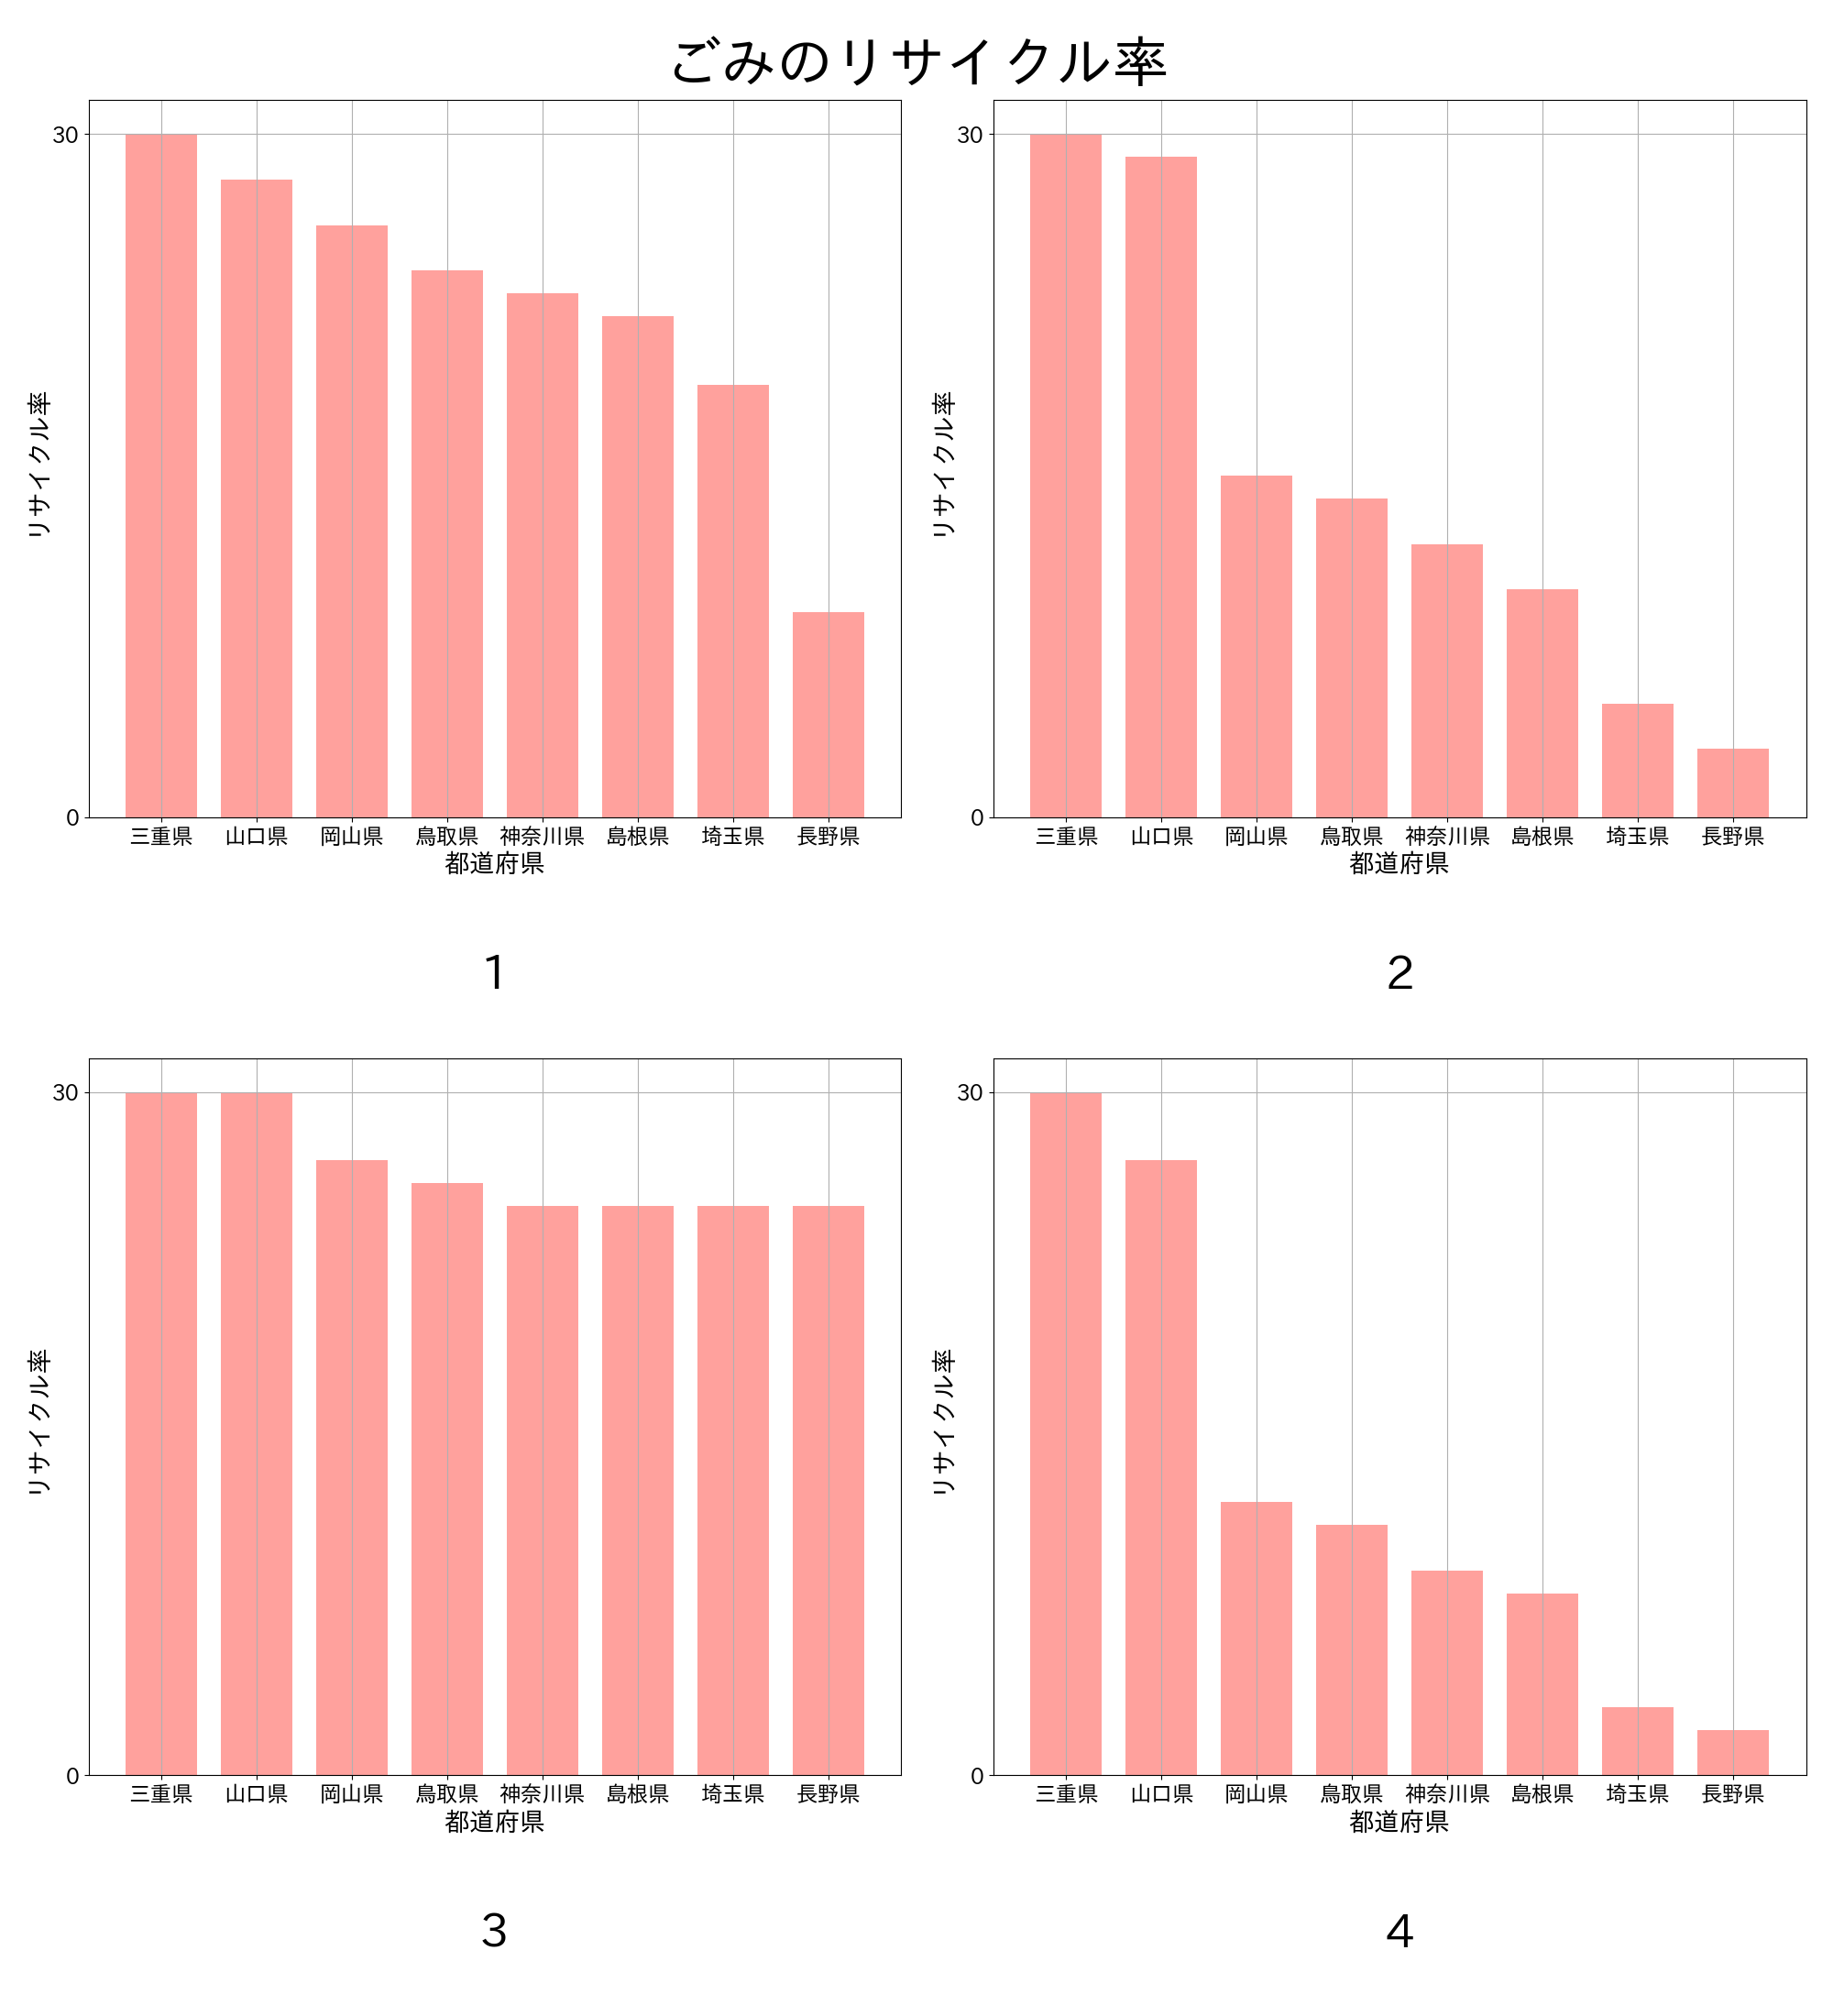 ごみのリサイクル率
30
0
リサイクル率
三重県 山口県 岡山県 鳥取県 神奈川県 島根県 埼玉県 長野県
都道府県
1
30
0
リサイクル率
三重県 山口県 岡山県 鳥取県 神奈川県 島根県 埼玉県 長野県
都道府県
2
30
0
リサイクル率
三重県 山口県 岡山県 鳥取県 神奈川県 島根県 埼玉県 長野県
都道府県
3
30
0
リサイクル率
三重県 山口県 岡山県 鳥取県 神奈川県 島根県 埼玉県 長野県
都道府県
4